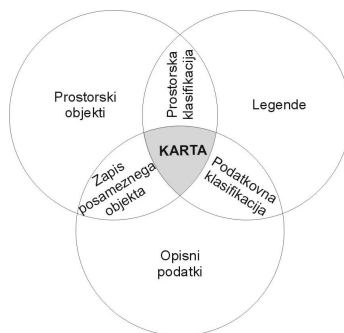 Prostorski
objekti
Prostorska
klasifikacija
Legende
KARTA
Zapis
posameznega
objekta
Podatkovna
klasifikacija
Opisni
podatki